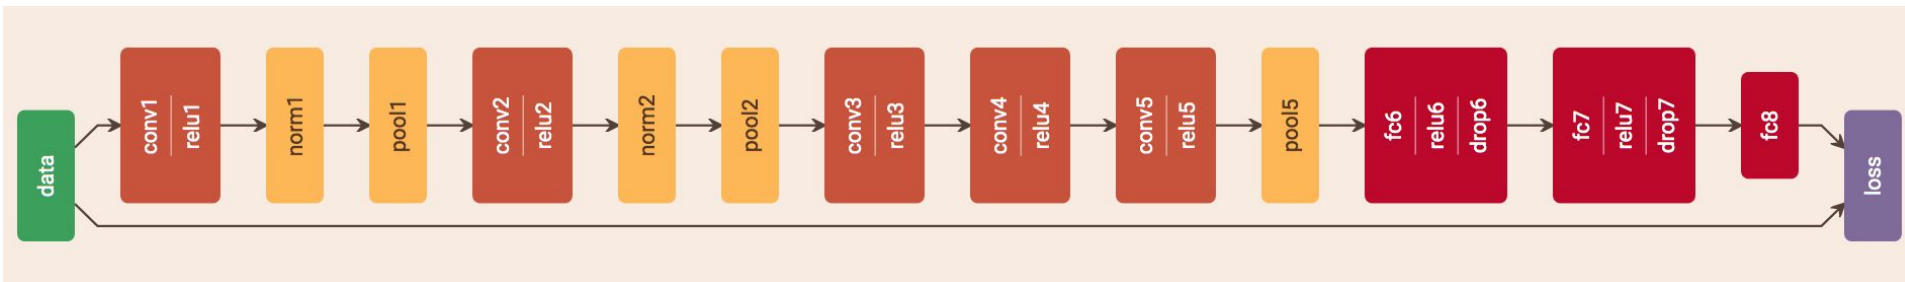 data
conv1
relu1
norm1
pool1
conv2
relu2
norm2
pool2
conv3
relu3
conv4
relu4
conv5
relu5
pool5
fc6
relu6
drop6
fc7
relu7
drop7
fc8
loss